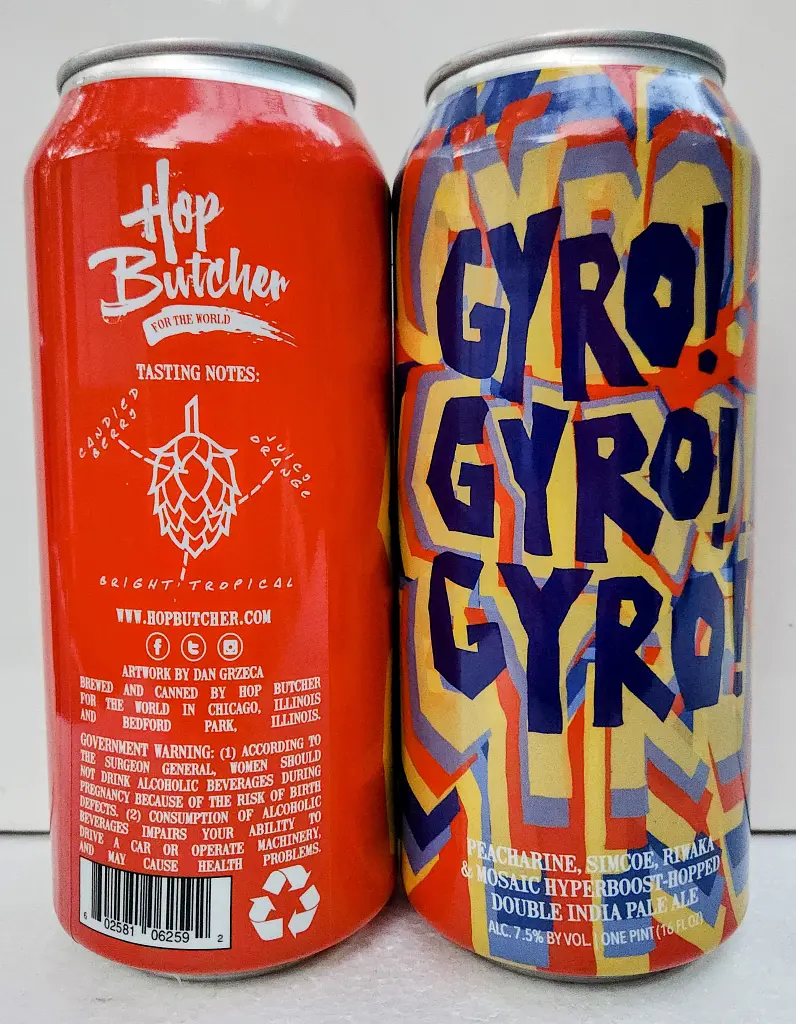 Hop
Butcher
FOR THE WORLD
TASTING NOTES:
CANDIED
BERRY
JUICY
ORANGE
BRIGHT TROPICAL
WWW.HOPBUTCHER.COM
f t
ARTWORK BY DAN GRZECA
BREWED AND CANNED BY HOP BUTCHER
FOR THE WORLD IN CHICAGO, ILLINOIS
AND BEDFORD PARK, ILLINOIS.
GOVERNMENT WARNING: (1) ACCORDING TO
THE SURGEON GENERAL, WOMEN SHOULD
NOT DRINK ALCOHOLIC BEVERAGES DURING
PREGNANCY BECAUSE OF THE RISK OF BIRTH
DEFECTS. (2) CONSUMPTION OF ALCOHOLIC
BEVERAGES IMPAIRS YOUR ABILITY TO
DRIVE A CAR OR OPERATE MACHINERY,
AND MAY CAUSE HEALTH PROBLEMS.
6 02581 06259 2
GYRO!
GYRO!
GYRO!
PEACHARINE, SIMCOE, RIWAKA
& MOSAIC HYPERBOOST-HOPPED
DOUBLE INDIA PALE ALE
ALC. 7.5% BY VOL. | ONE PINT (16 FL OZ)